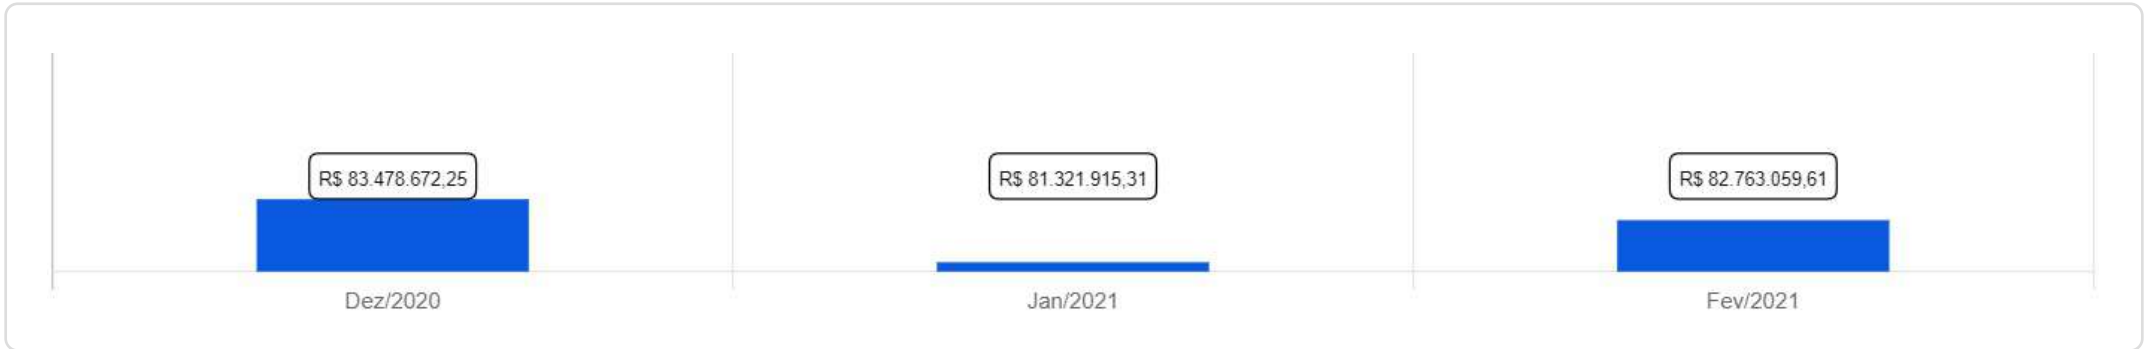 R$ 83.478.672,25
R$ 81.321.915,31
R$ 82.763.059,61
Dez/2020
Jan/2021
Fev/2021